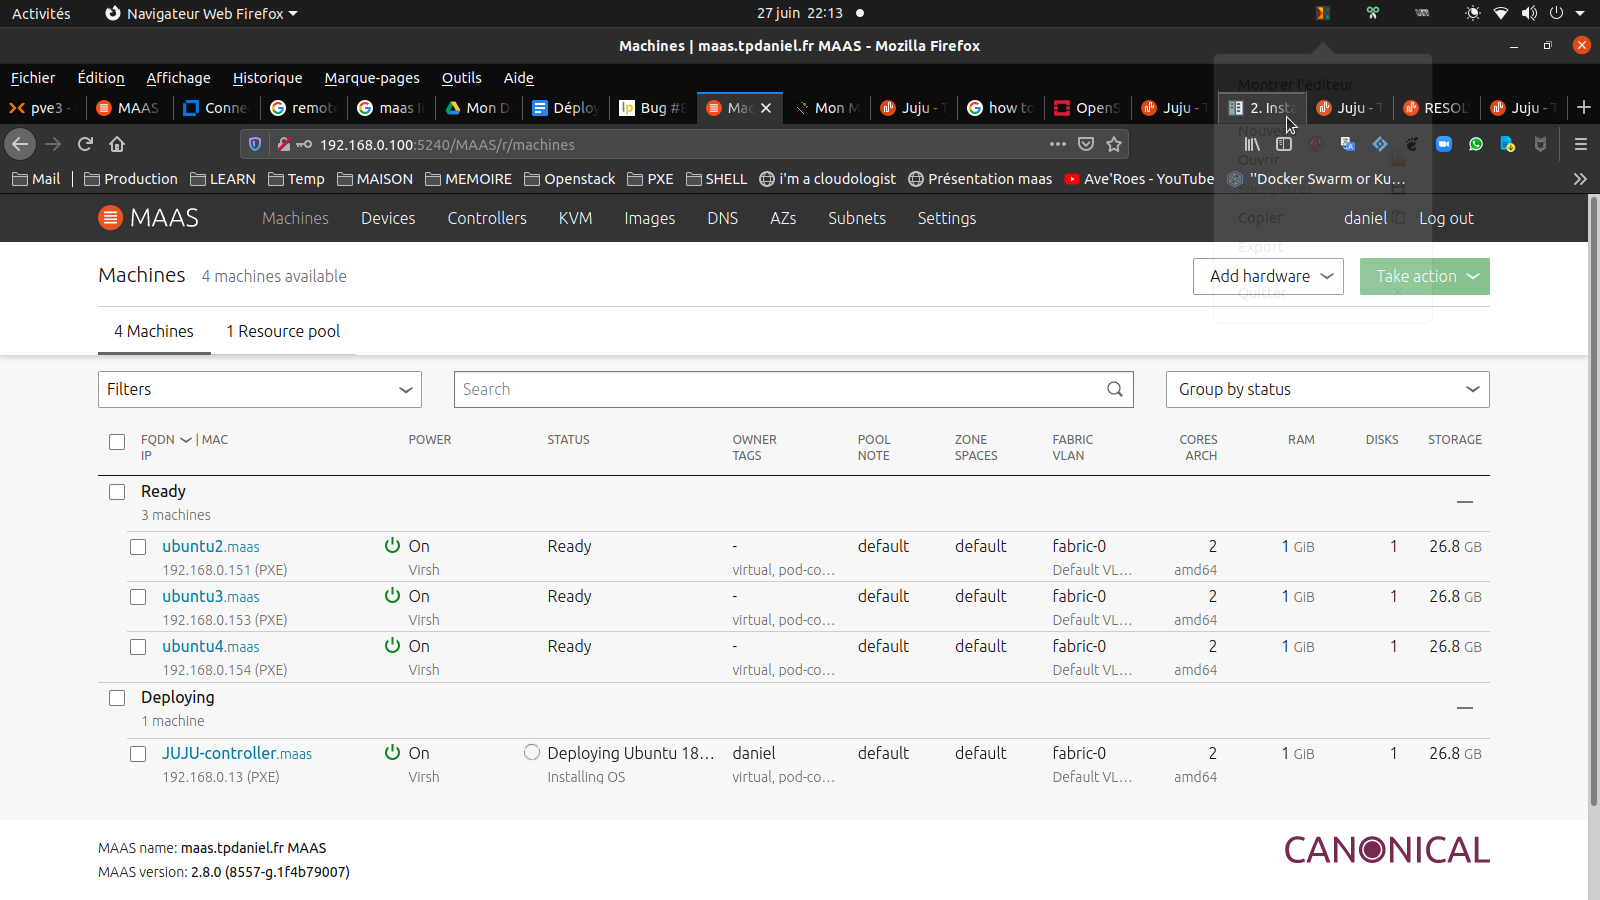 Activités
Navigateur Web Firefox
27 juin 22:13
Machines | maas.tpdaniel.fr MAAS - Mozilla Firefox
Fichier Édition Affichage Historique Marque-pages Outils Aide
pve3 - MAAS Conne remot maas I Mon D Déploy Bug #8 Mac Mon M Juju - T how to OpenS Juju - T 2. Inst Juju - T RESOL Juju - T
192.168.0.100:5240/MAAS/r/machines
Mail Production LEARN Temp MAISON MEMOIRE Openstack PXE SHELL i'm a cloudologist Présentation maas Ave'Roes - YouTube "Docker Swarm or Ku...
Montrer l'éditeur
Ouvrir
Copier
Export
Quitter
MAAS Machines Devices Controllers KVM Images DNS AZs Subnets Settings daniel Log out
Machines 4 machines available
Add hardware Take action
4 Machines 1 Resource pool
Filters Search Group by status
FQDN | MAC POWER STATUS OWNER POOL ZONE FABRIC CORES RAM DISKS STORAGE
IP TAGS NOTE SPACES VLAN ARCH
Ready
3 machines
ubuntu2.maas On Ready - default default fabric-0 2 1 GiB 1 26.8 GB
192.168.0.151 (PXE) Virsh virtual, pod-co... Default VL... amd64
ubuntu3.maas On Ready - default default fabric-0 2 1 GiB 1 26.8 GB
192.168.0.153 (PXE) Virsh virtual, pod-co... Default VL... amd64
ubuntu4.maas On Ready - default default fabric-0 2 1 GiB 1 26.8 GB
192.168.0.154 (PXE) Virsh virtual, pod-co... Default VL... amd64
Deploying
1 machine
JUJU-controller.maas On Deploying Ubuntu 18... daniel default default fabric-0 2 1 GiB 1 26.8 GB
192.168.0.13 (PXE) Virsh Installing OS virtual, pod-co... Default VL... amd64
MAAS name: maas.tpdaniel.fr MAAS
MAAS version: 2.8.0 (8557-g.1f4b79007)
CANONICAL